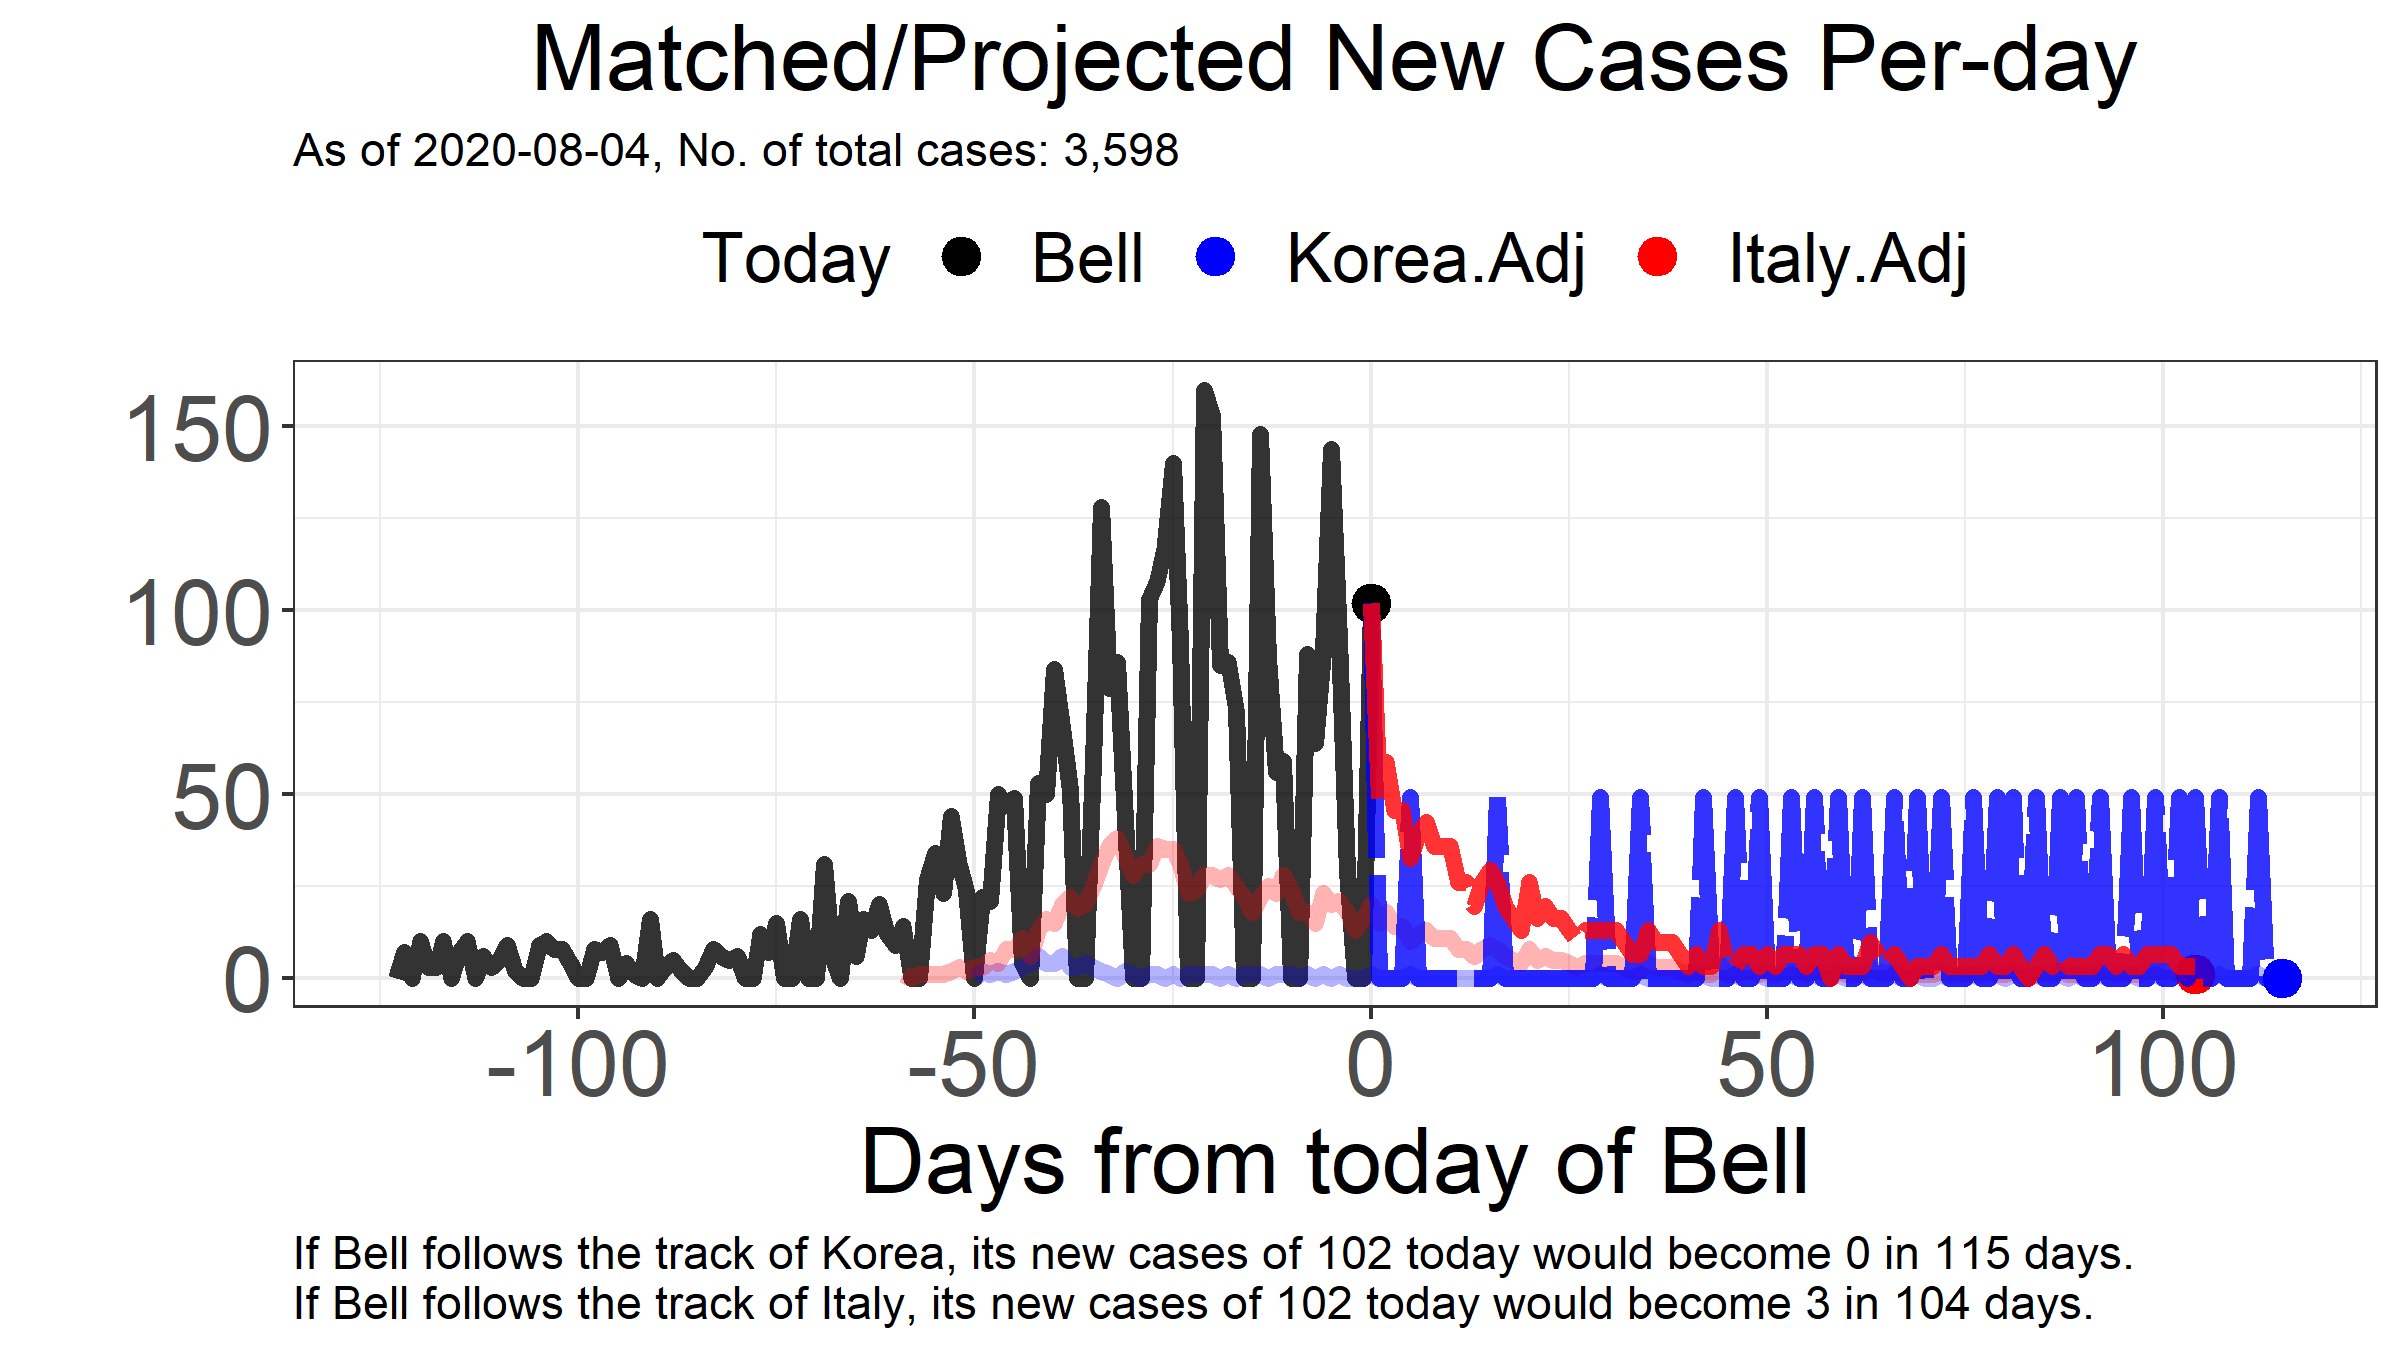 Matched/Projected New Cases Per-day
As of 2020-08-04, No. of total cases: 3,598
Today Bell Korea.Adj Italy.Adj
150
100
50
0
-100 -50 0 50 100
Days from today of Bell
If Bell follows the track of Korea, its new cases of 102 today would become 0 in 115 days.
If Bell follows the track of Italy, its new cases of 102 today would become 3 in 104 days.